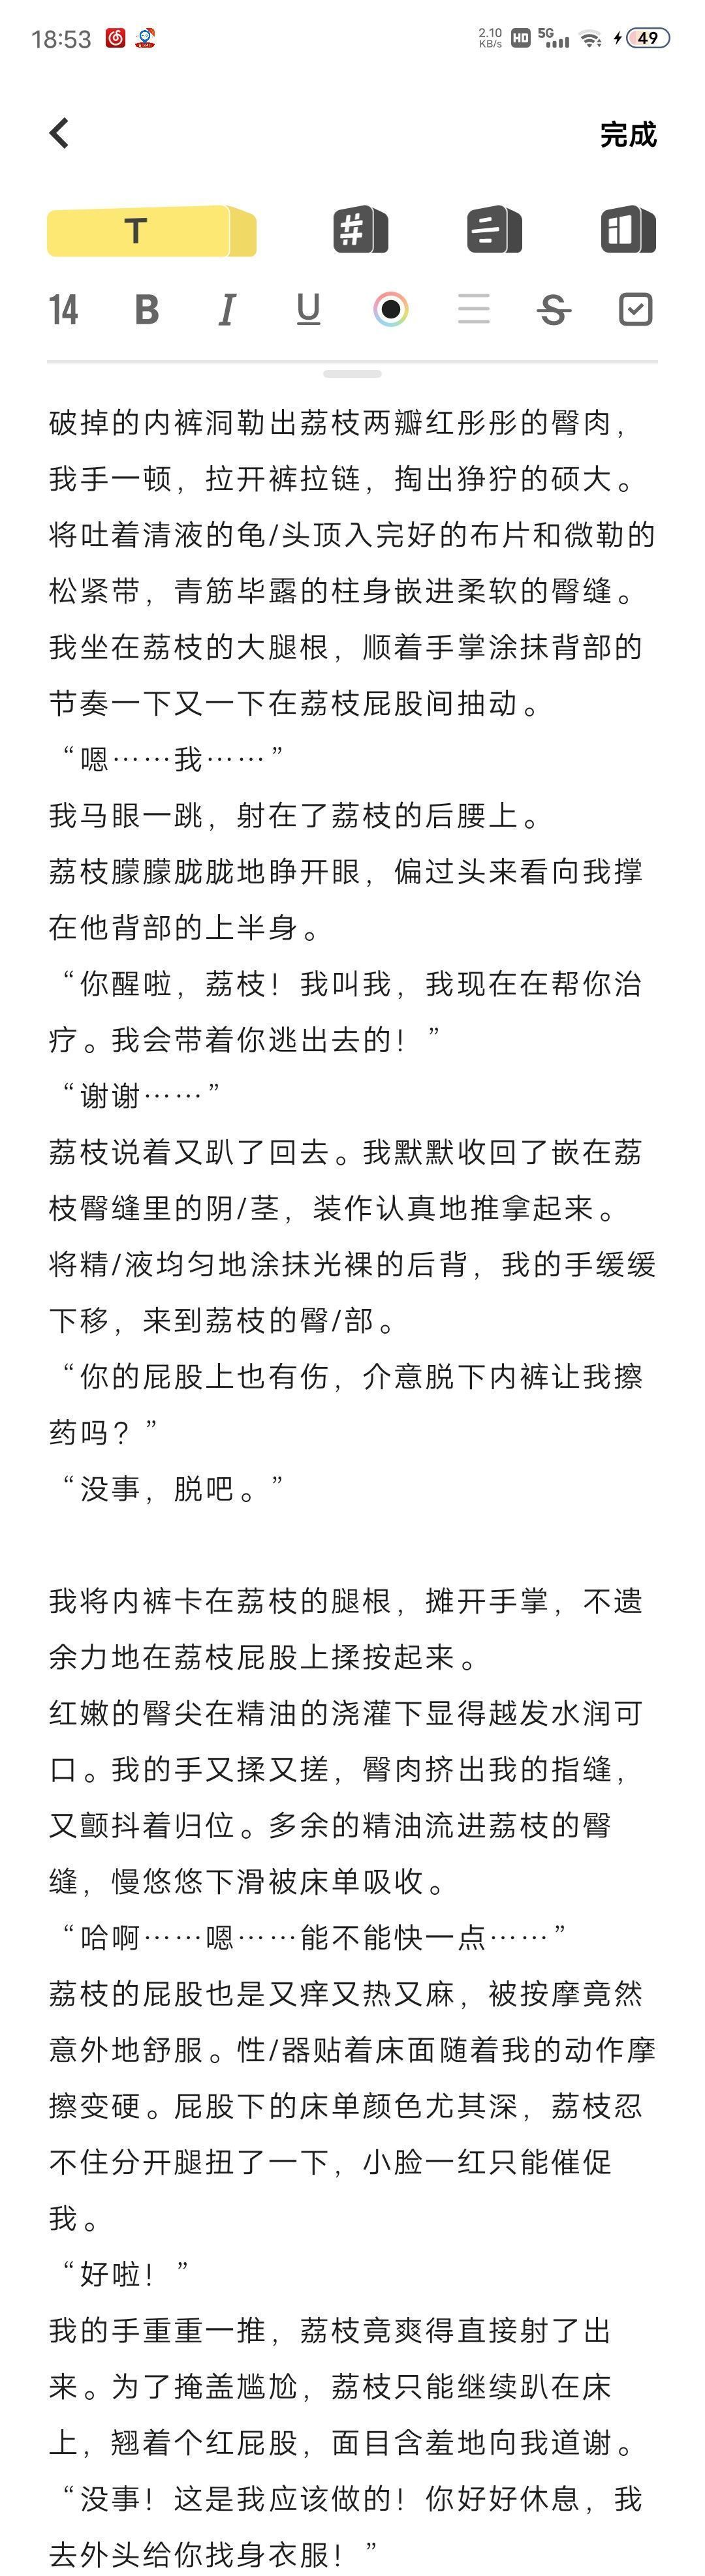 18:53
2.10 KB/s HD 5G 49
完成
T
14 B I U S
破掉的内裤洞勒出荔枝两瓣红彤彤的臀肉，
我手一顿，拉开裤拉链，掏出狰狞的硕大。
将吐着清液的龟/头顶入完好的布片和微勒的
松紧带，青筋毕露的柱身嵌进柔软的臀缝。
我坐在荔枝的大腿根，顺着手掌涂抹背部的
节奏一下又一下在荔枝屁股间抽动。
“嗯……我……”
我马眼一跳，射在了荔枝的后腰上。
荔枝朦朦胧胧地睁开眼，偏过头来看向我撑
在他背部的上半身。
“你醒啦，荔枝！我叫我，我现在在帮你治
疗。我会带着你逃出去的！”
“谢谢……”
荔枝说着又趴了回去。我默默收回了嵌在荔
枝臀缝里的阴/茎，装作认真地推拿起来。
将精/液均匀地涂抹光裸的后背，我的手缓缓
下移，来到荔枝的臀/部。
“你的屁股上也有伤，介意脱下内裤让我擦
药吗？”
“没事，脱吧。”
我将内裤卡在荔枝的腿根，摊开手掌，不遗
余力地在荔枝屁股上揉按起来。
红嫩的臀尖在精油的浇灌下显得越发水润可
口。我的手又揉又搓，臀肉挤出我的指缝，
又颤抖着归位。多余的精油流进荔枝的臀
缝，慢悠悠下滑被床单吸收。
“哈啊……嗯……能不能快一点……”
荔枝的屁股也是又痒又热又麻，被按摩竟然
意外地舒服。性/器贴着床面随着我的动作摩
擦变硬。屁股下的床单颜色尤其深，荔枝忍
不住分开腿扭了一下，小脸一红只能催促
我。
“好啦！”
我的手重重一推，荔枝竟爽得直接射了出
来。为了掩盖尴尬，荔枝只能继续趴在床
上，翘着个红屁股，面目含羞地向我道谢。
“没事！这是我应该做的！你好好休息，我
去外头给你找身衣服！”